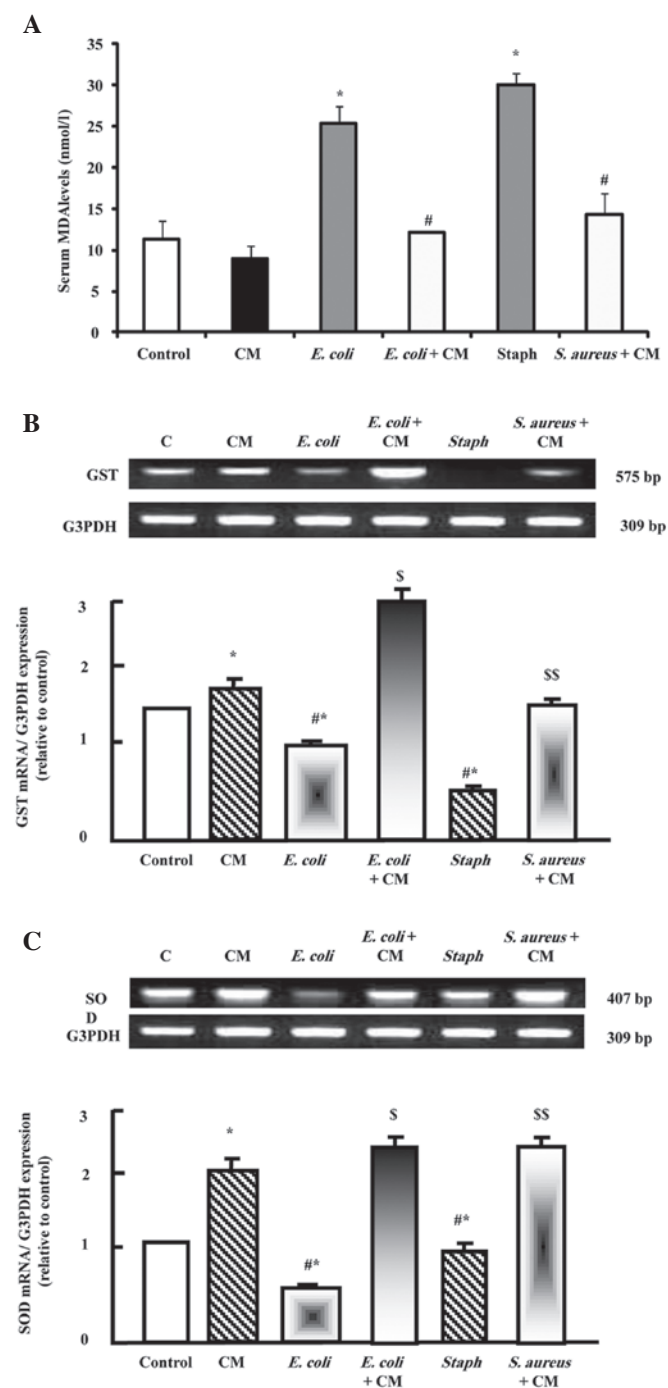 A
35
30
25
20
15
10
5
0
Serum MDAlevels (nmol/l)
*
#
*
#
Control CM E. coli E. coli + CM Staph S. aureus + CM
B
C CM E. coli E. coli + CM Staph S. aureus + CM
GST 575 bp
G3PDH 309 bp
3
2
1
0
GST mRNA/ G3PDH expression
(relative to control)
*
#*
$
#*
$$
Control CM E. coli E. coli + CM Staph S. aureus + CM
C
C CM E. coli E. coli + CM Staph S. aureus + CM
SO
D
407 bp
G3PDH 309 bp
3
2
1
0
SOD mRNA/ G3PDH expression
(relative to control)
*
#*
$
#*
$$
Control CM E. coli E. coli + CM Staph S. aureus + CM